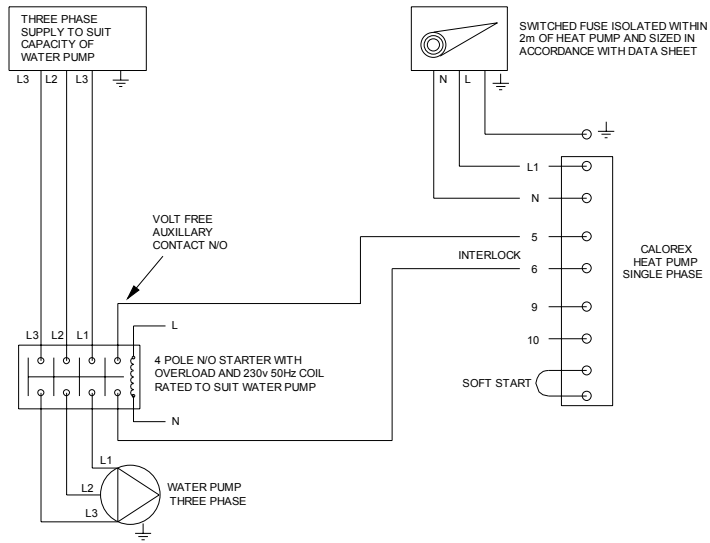 THREE PHASE
SUPPLY TO SUIT
CAPACITY OF
WATER PUMP
L3 L2 L3
SWITCHED FUSE ISOLATED WITHIN
2m OF HEAT PUMP AND SIZED IN
ACCORDANCE WITH DATA SHEET
N L
L1
N
5
INTERLOCK
6
9
10
SOFT START
CALOREX
HEAT PUMP
SINGLE PHASE
VOLT FREE
AUXILLARY
CONTACT N/O
L3 L2 L1
L
4 POLE N/O STARTER WITH
OVERLOAD AND 230v 50Hz COIL
RATED TO SUIT WATER PUMP
N
L1
L2
L3
WATER PUMP
THREE PHASE